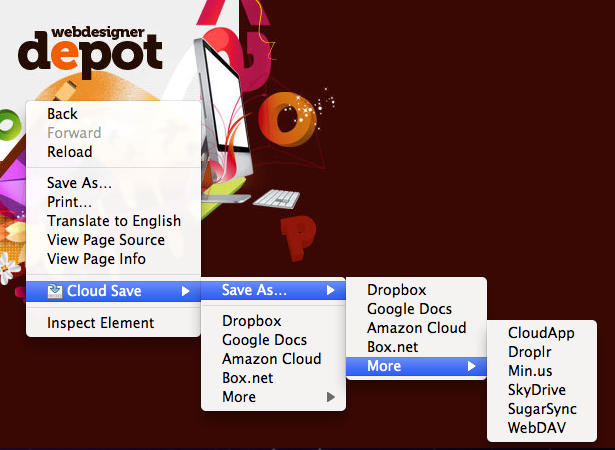 webdesigner
depot
Back
Forward
Reload
Save As...
Print...
Translate to English
View Page Source
View Page Info
Cloud Save
Inspect Element
Save As...
Dropbox
Google Docs
Amazon Cloud
Box.net
More
Dropbox
Google Docs
Amazon Cloud
Box.net
More
CloudApp
Droplr
Min.us
SkyDrive
SugarSync
WebDAV